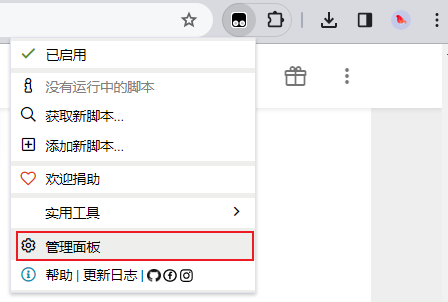 已启用
没有运行中的脚本
获取新脚本...
添加新脚本...
欢迎捐助
实用工具
管理面板
帮助 | 更新日志 |